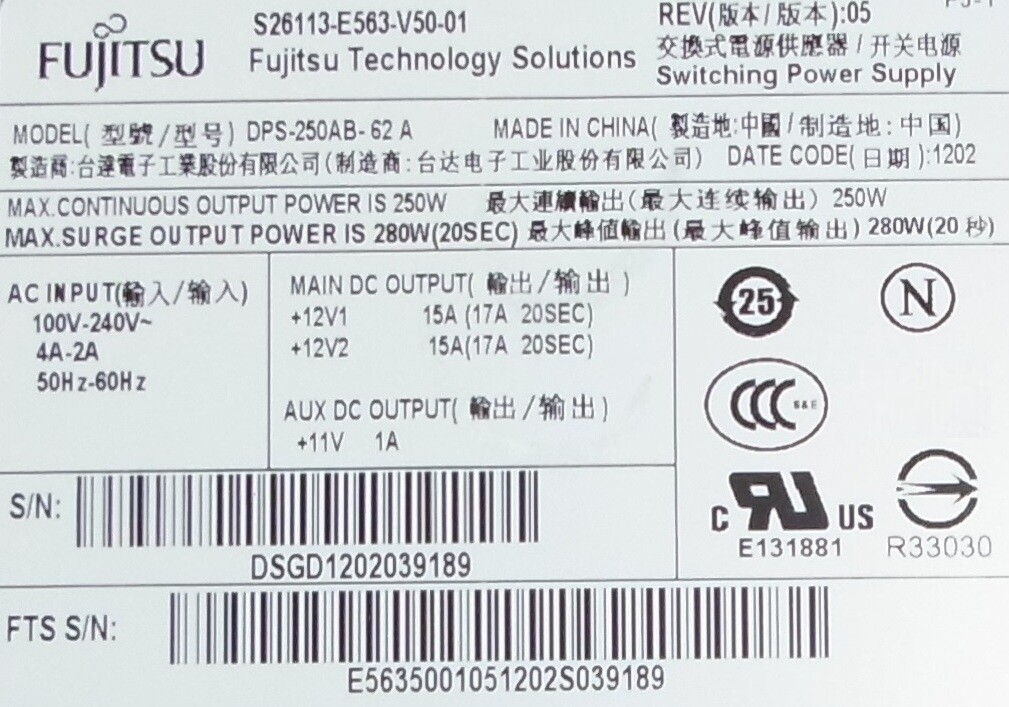 FUJITSU
S26113-E563-V50-01
Fujitsu Technology Solutions
REV(版本/版本):05
交換式電源供應器/开关电源
Switching Power Supply
MODEL( 型號/型号) DPS-250AB-62 A MADE IN CHINA( 製造地:中國/制造地:中国)
製造商:台達電子工業股份有限公司(制造商:台达电子工业股份有限公司) DATE CODE(日期):1202
MAX.CONTINUOUS OUTPUT POWER IS 250W 最大連續輸出(最大连续输出) 250W
MAX.SURGE OUTPUT POWER IS 280W(20SEC) 最大峰値輸出(最大峰值输出) 280W(20 秒)
AC INPUT(輸入/输入)
100V-240V~
4A-2A
50Hz-60Hz
MAIN DC OUTPUT( 輸出/输出 )
+12V1 15A (17A 20SEC)
+12V2 15A(17A 20SEC)
AUX DC OUTPUT( 輸出/输出 )
+11V 1A
25
N
CCC S&E
C RU US
E131881
R33030
S/N:
DSGD1202039189
FTS S/N:
E5635001051202S039189